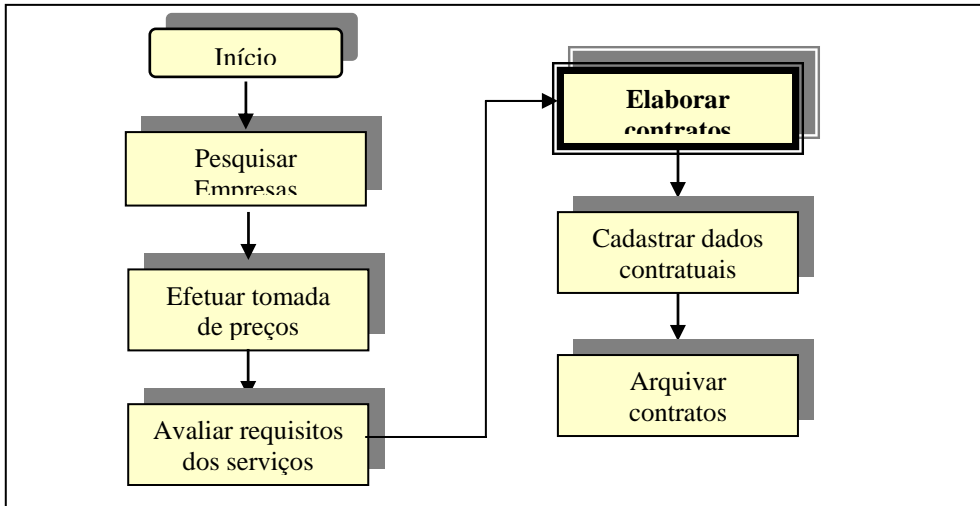 Início
Pesquisar
Empresas
Efetuar tomada
de preços
Avaliar requisitos
dos serviços
Elaborar
contratos
Cadastrar dados
contratuais
Arquivar
contratos